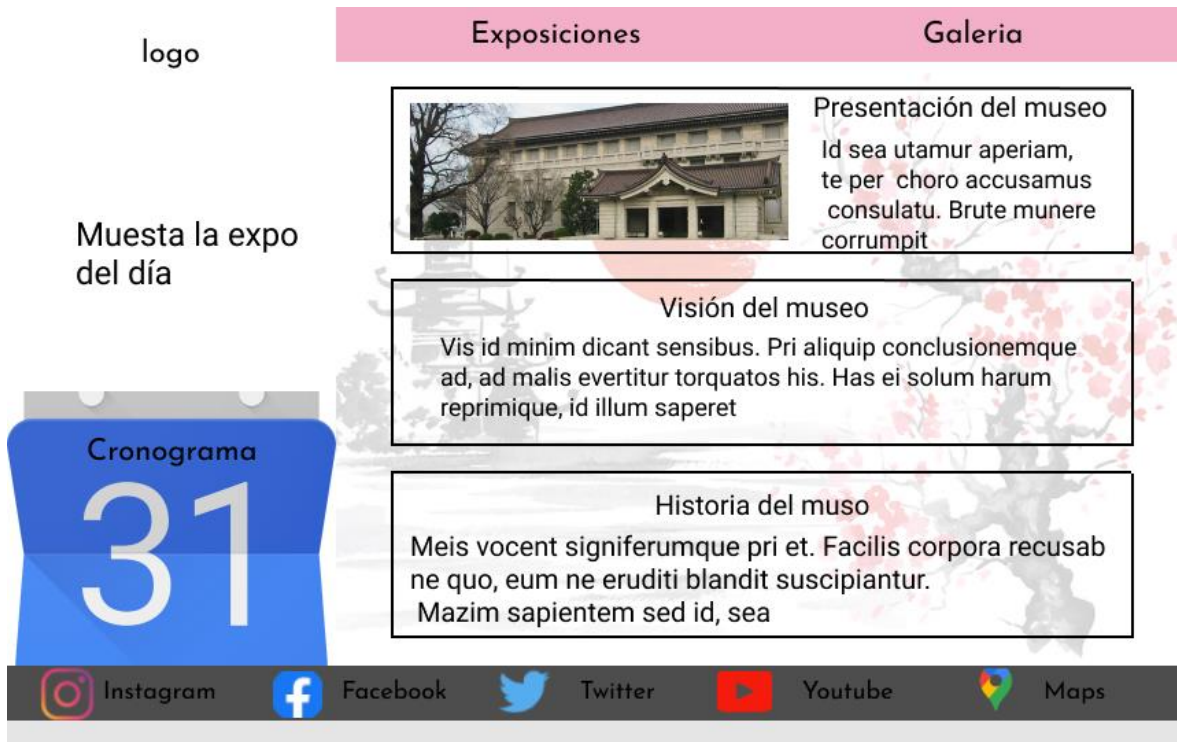 logo
Exposiciones
Galeria
Muesta la expo
del día
Cronograma
31
Presentación del museo
Id sea utamur aperiam,
te per choro accusamus
consulatu. Brute munere
corrumpit
Visión del museo
Vis id minim dicant sensibus. Pri aliquip conclusionemque
ad, ad malis evertitur torquatos his. Has ei solum harum
reprimique, id illum saperet
Historia del muso
Meis vocent signiferumque pri et. Facilis corpora recusab
ne quo, eum ne eruditi blandit suscipiantur.
Mazim sapientem sed id, sea
Instagram
Facebook
Twitter
Youtube
Maps